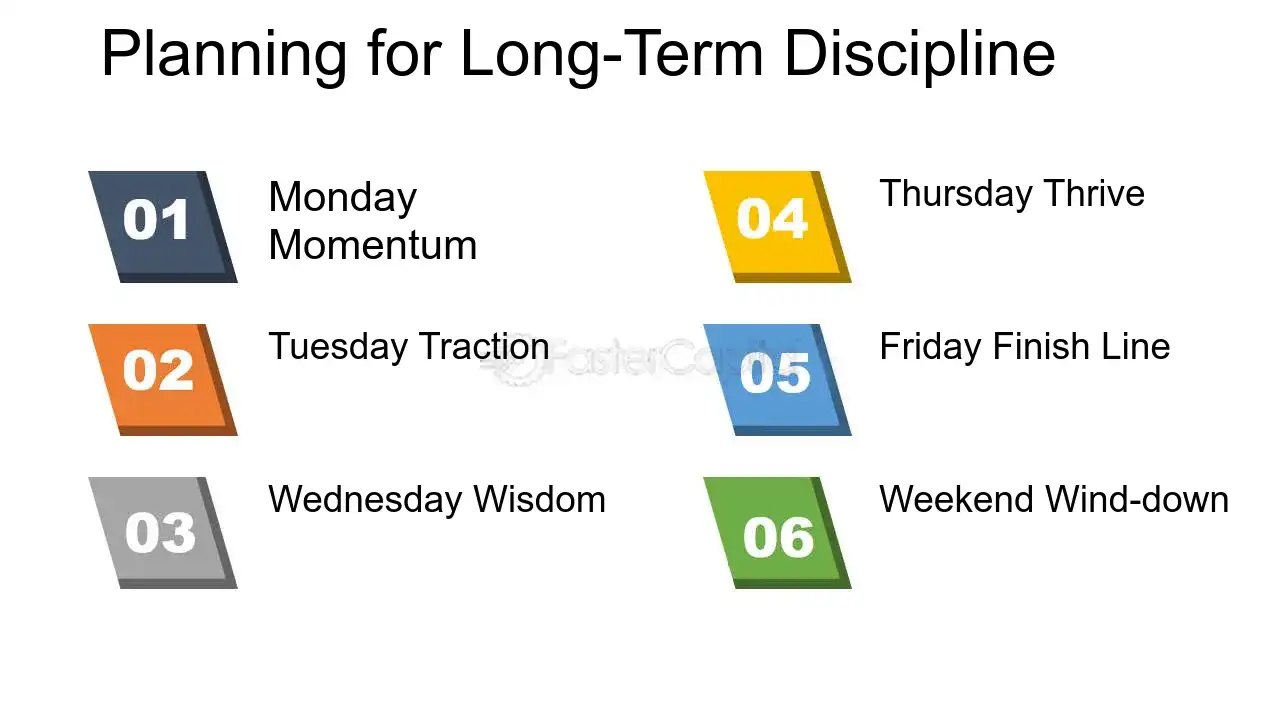 Planning for Long-Term Discipline
01
Monday
Momentum
02
Tuesday Traction
03
Wednesday Wisdom
04
Thursday Thrive
05
Friday Finish Line
06
Weekend Wind-down
FasterCapital